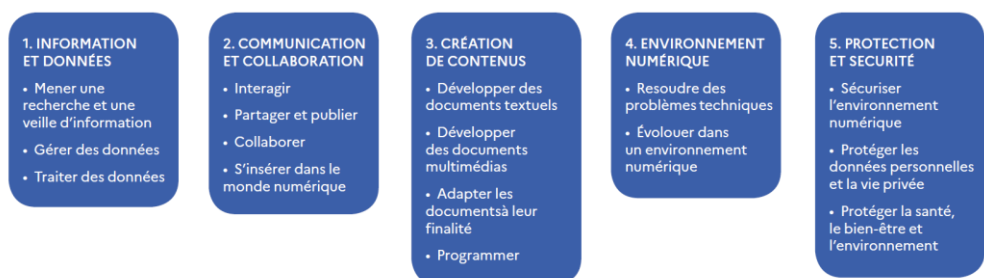 1. INFORMATION
ET DONNÉES
• Mener une
recherche et une
veille d'information
• Gérer des données
• Traiter des données
2. COMMUNICATION
ET COLLABORATION
• Interagir
• Partager et publier
• Collaborer
• S'insérer dans le
monde numérique
3. CRÉATION
DE CONTENUS
• Développer des
documents textuels
• Développer
des documents
multimédias
• Adapter les
documentsà leur
finalité
• Programmer
4. ENVIRONNEMENT
NUMÉRIQUE
• Resoudre des
problèmes techniques
• Évolouer dans
un environnement
numérique
5. PROTECTION
ET SECURITÉ
• Sécuriser
l'environnement
numérique
• Protéger les
données personnelles
et la vie privée
• Protéger la santé,
le bien-être et
l'environnement